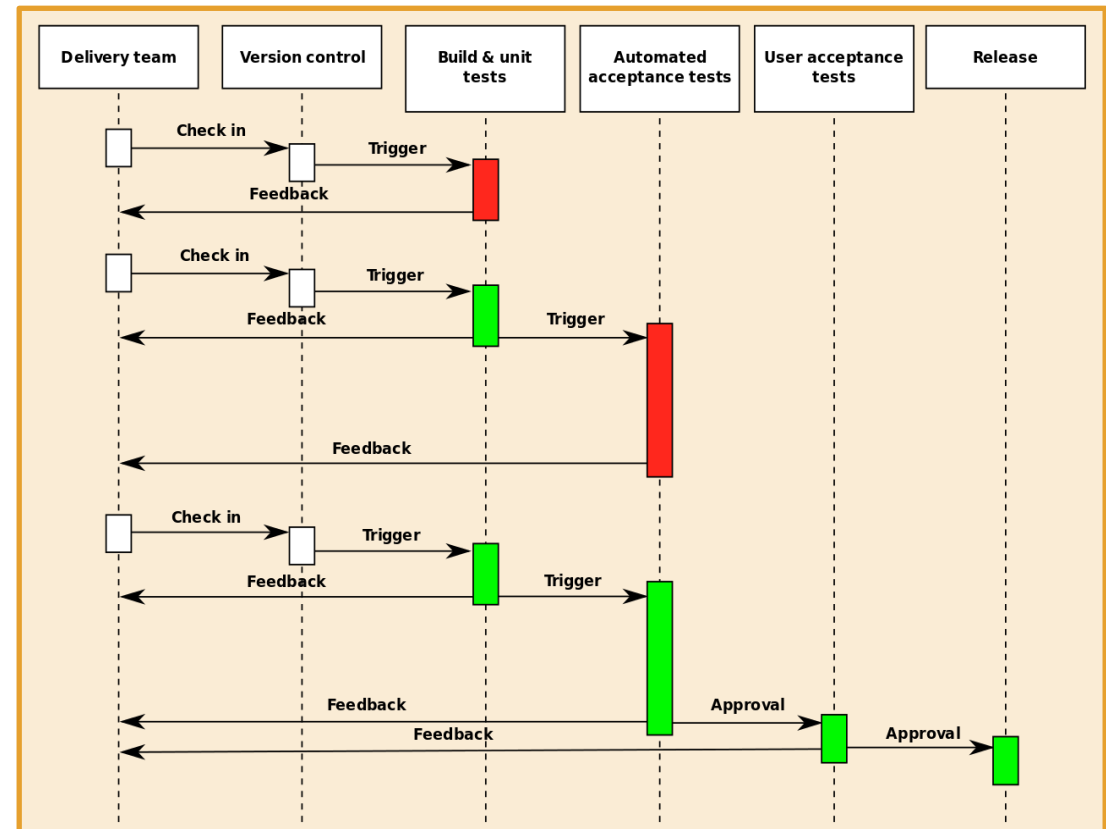 Delivery team
Version control
Build & unit
tests
Automated
acceptance tests
User acceptance
tests
Release
Check in
Trigger
Feedback
Check in
Trigger
Feedback
Trigger
Feedback
Check in
Trigger
Feedback
Trigger
Feedback
Approval
Feedback
Approval